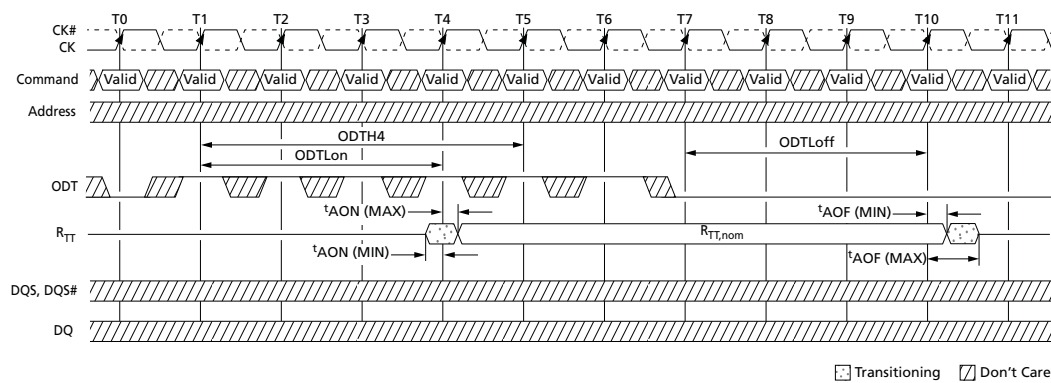 T0 T1 T2 T3 T4 T5 T6 T7 T8 T9 T10 T11
CK#
CK
Command Valid Valid Valid Valid Valid Valid Valid Valid Valid Valid Valid Valid
Address
ODTH4
ODTLoff
ODTLon
ODT
tAON (MAX) tAOF (MIN)
RTT RTT,nom
tAON (MIN) tAOF (MAX)
DQS, DQS#
DQ
Transitioning Don't Care